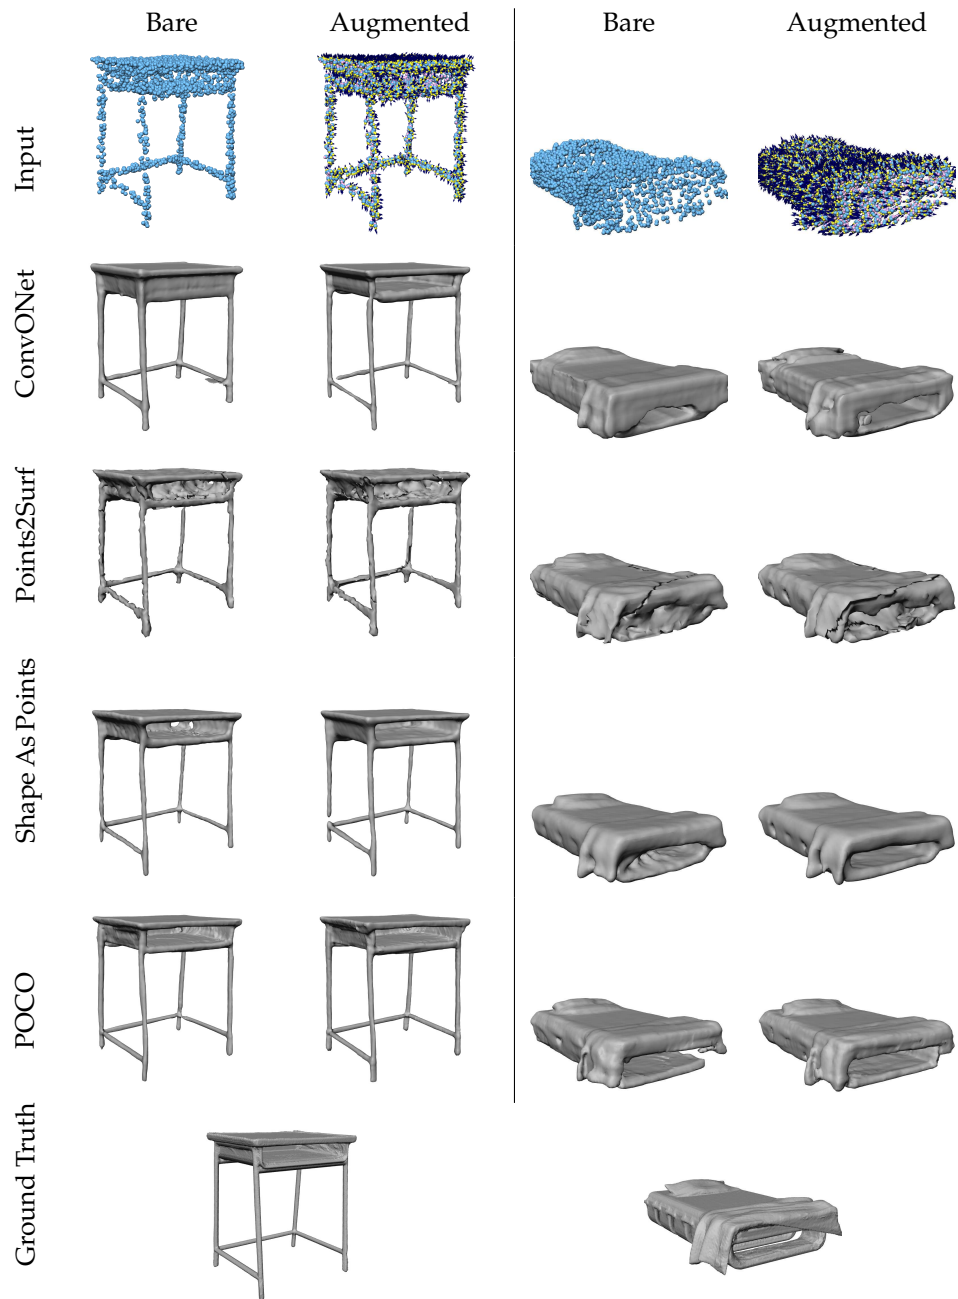 Bare Augmented Bare Augmented
Input
ConvONet
Points2Surf
Shape As Points
POCO
Ground Truth